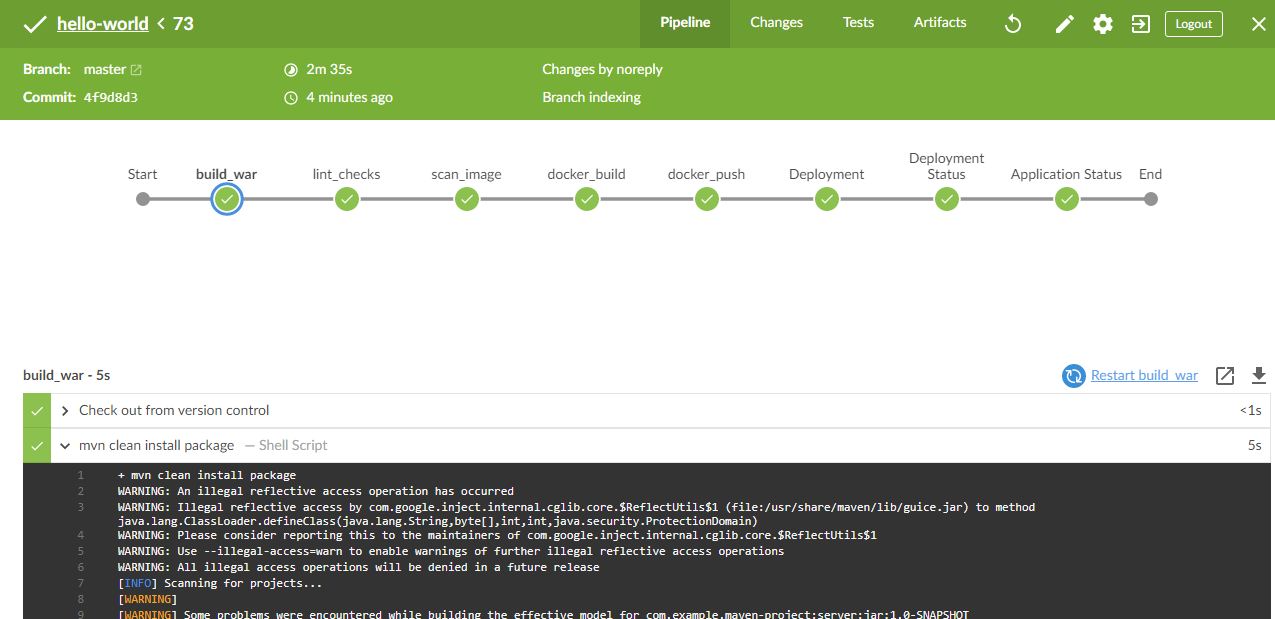 hello-world < 73
Pipeline
Changes
Tests
Artifacts
Logout
Branch: master
2m 35s
Changes by noreply
Commit: 4f9d8d3
4 minutes ago
Branch indexing
Start
build_war
lint_checks
scan_image
docker_build
docker_push
Deployment
Deployment
Status
Application Status
End
build_war - 5s
Restart build_war
Check out from version control
<1s
mvn clean install package — Shell Script
5s
1 + mvn clean install package
2 WARNING: An illegal reflective access operation has occurred
3 WARNING: Illegal reflective access by com.google.inject.internal.cglib.core.$ReflectUtils$1 (file:/usr/share/maven/lib/guice.jar) to method
java.lang.ClassLoader.defineClass(java.lang.String,byte[],int,int,java.security.ProtectionDomain)
4 WARNING: Please consider reporting this to the maintainers of com.google.inject.internal.cglib.core.$ReflectUtils$1
5 WARNING: Use --illegal-access=warn to enable warnings of further illegal reflective access operations
6 WARNING: All illegal access operations will be denied in a future release
7 [INFO] Scanning for projects...
8 [WARNING]
9 [WARNING] Some problems were encountered while building the effective model for com.example.maven-project:server:jar:1.0-SNAPSHOT